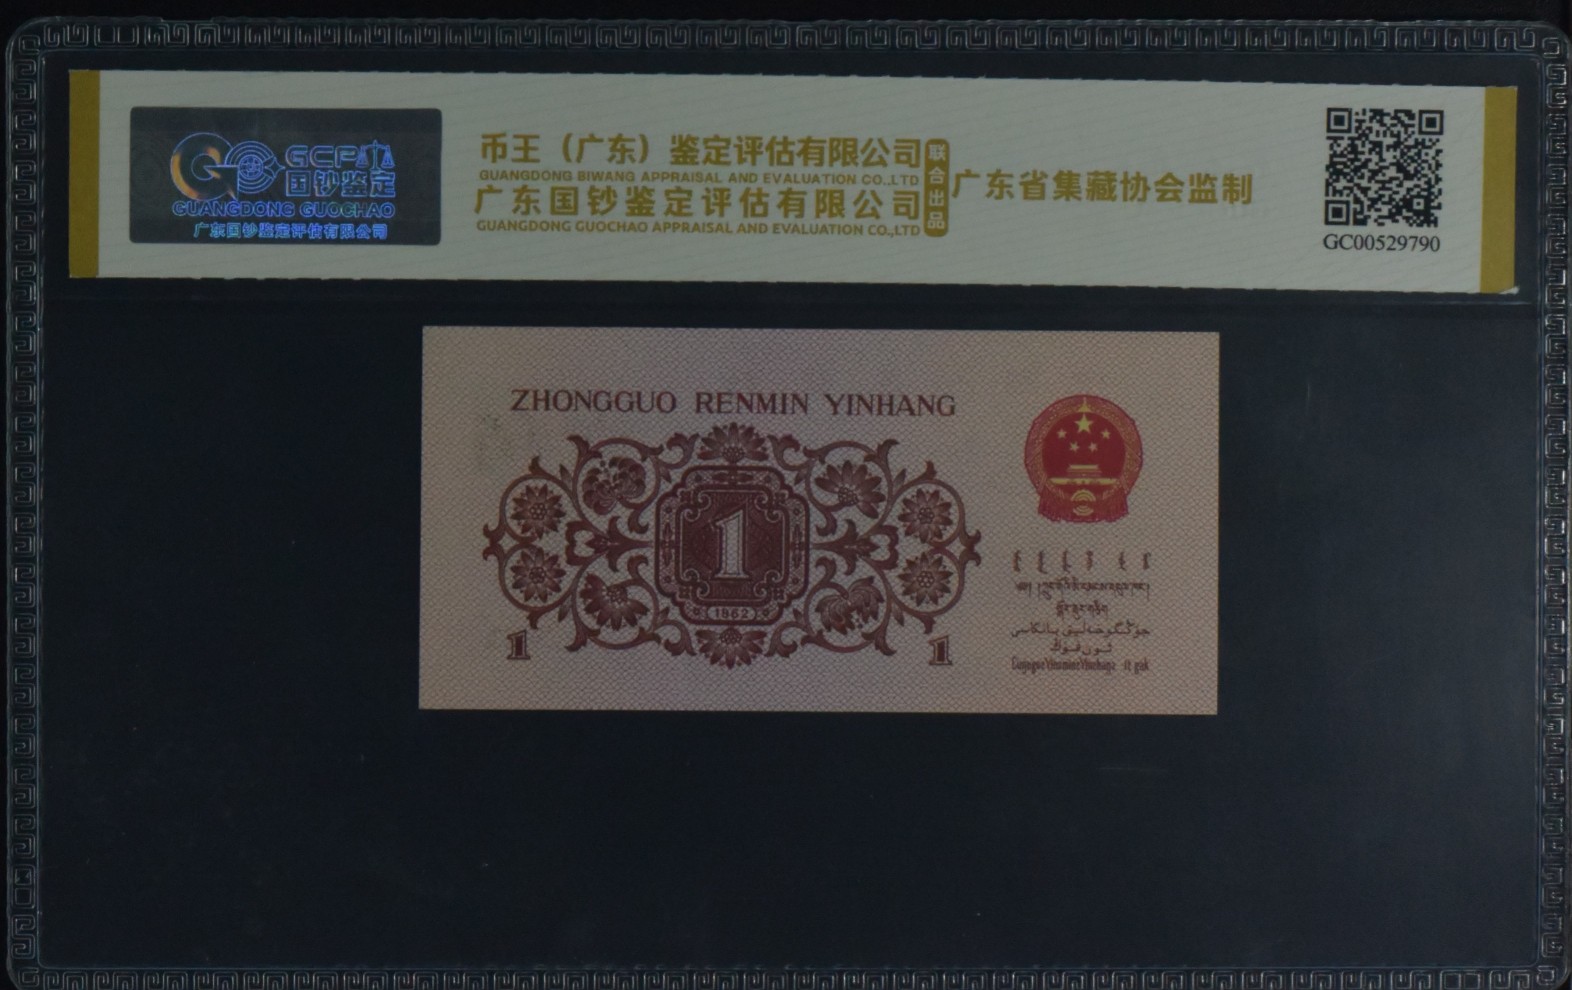 GCPA
国钞鉴定
GUANGDONG GUOCHAO
广东国钞鉴定评估有限公司
币王（广东）鉴定评估有限公司
GUANGDONG BIWANG APPRAISAL AND EVALUATION CO.,LTD
广东国钞鉴定评估有限公司
GUANGDONG GUOCHAO APPRAISAL AND EVALUATION CO.,LTD
联合出品
广东省集藏协会监制
GC00529790
ZHONGGUO RENMIN YINHANG
1
1962
1
1